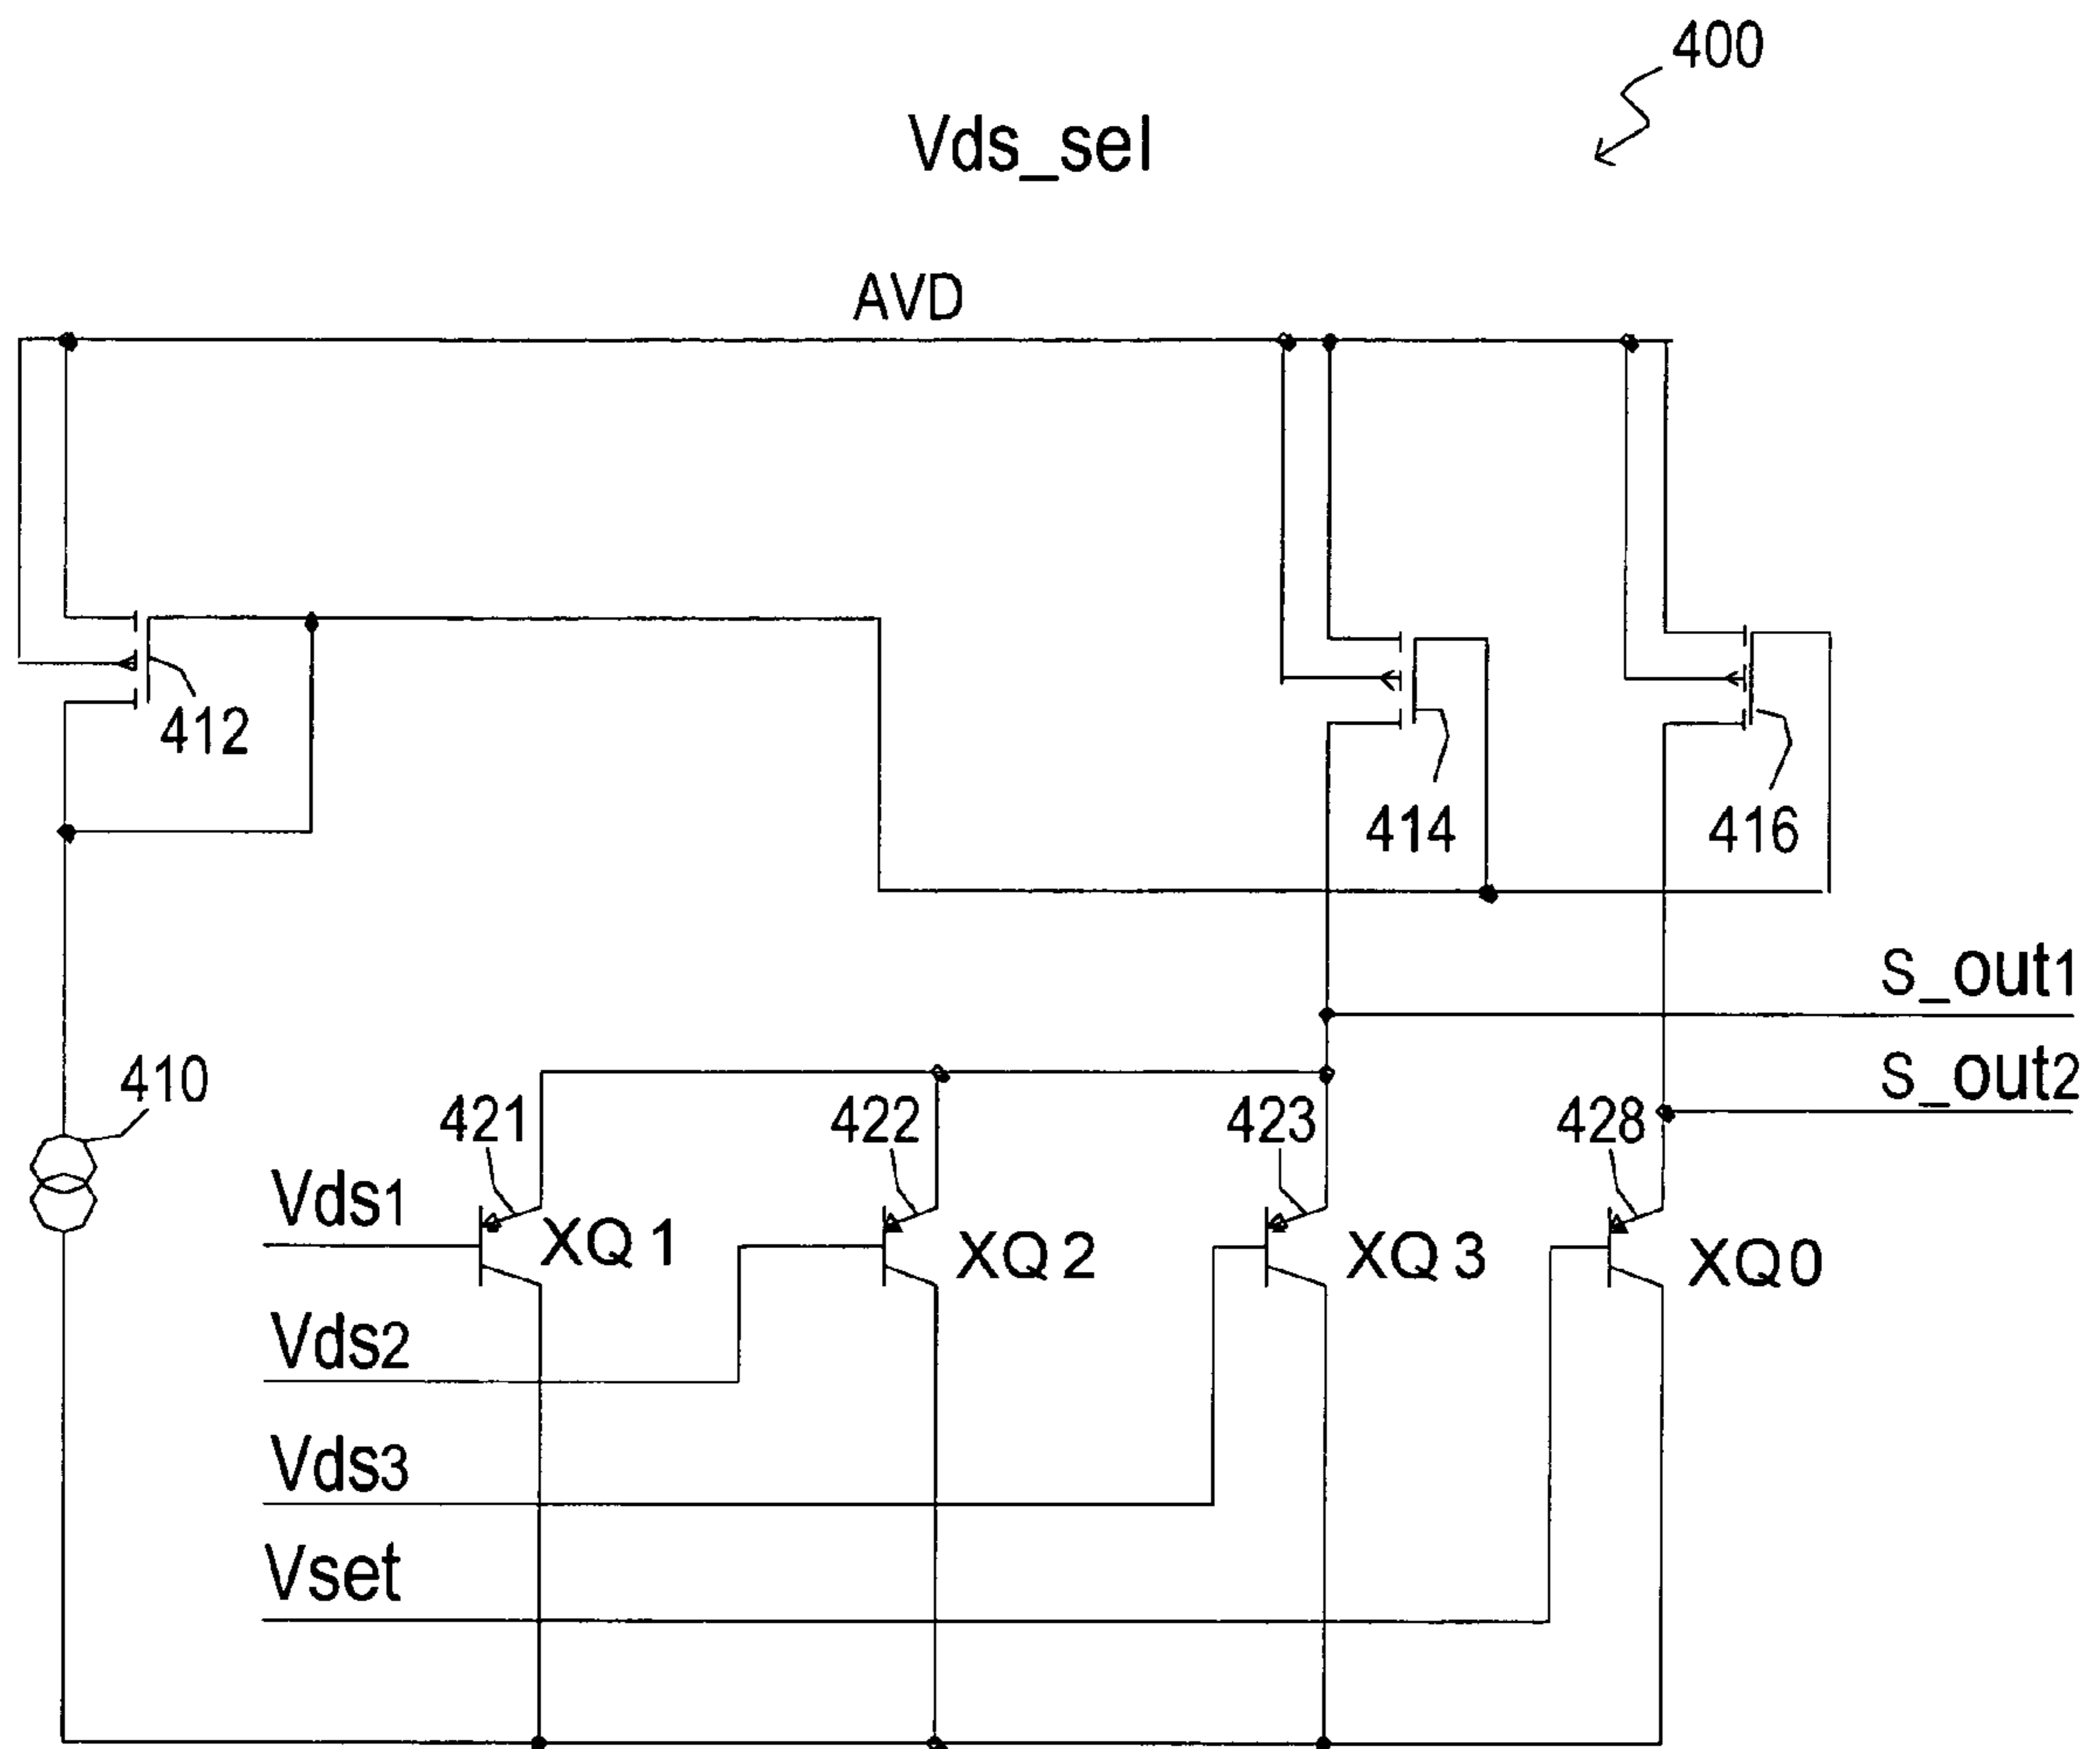 400
Vds_sel
AVD
412
414
416
S_out1
S_out2
410
421
422
423
428
Vds1
XQ1
XQ2
XQ3
XQ0
Vds2
Vds3
Vset